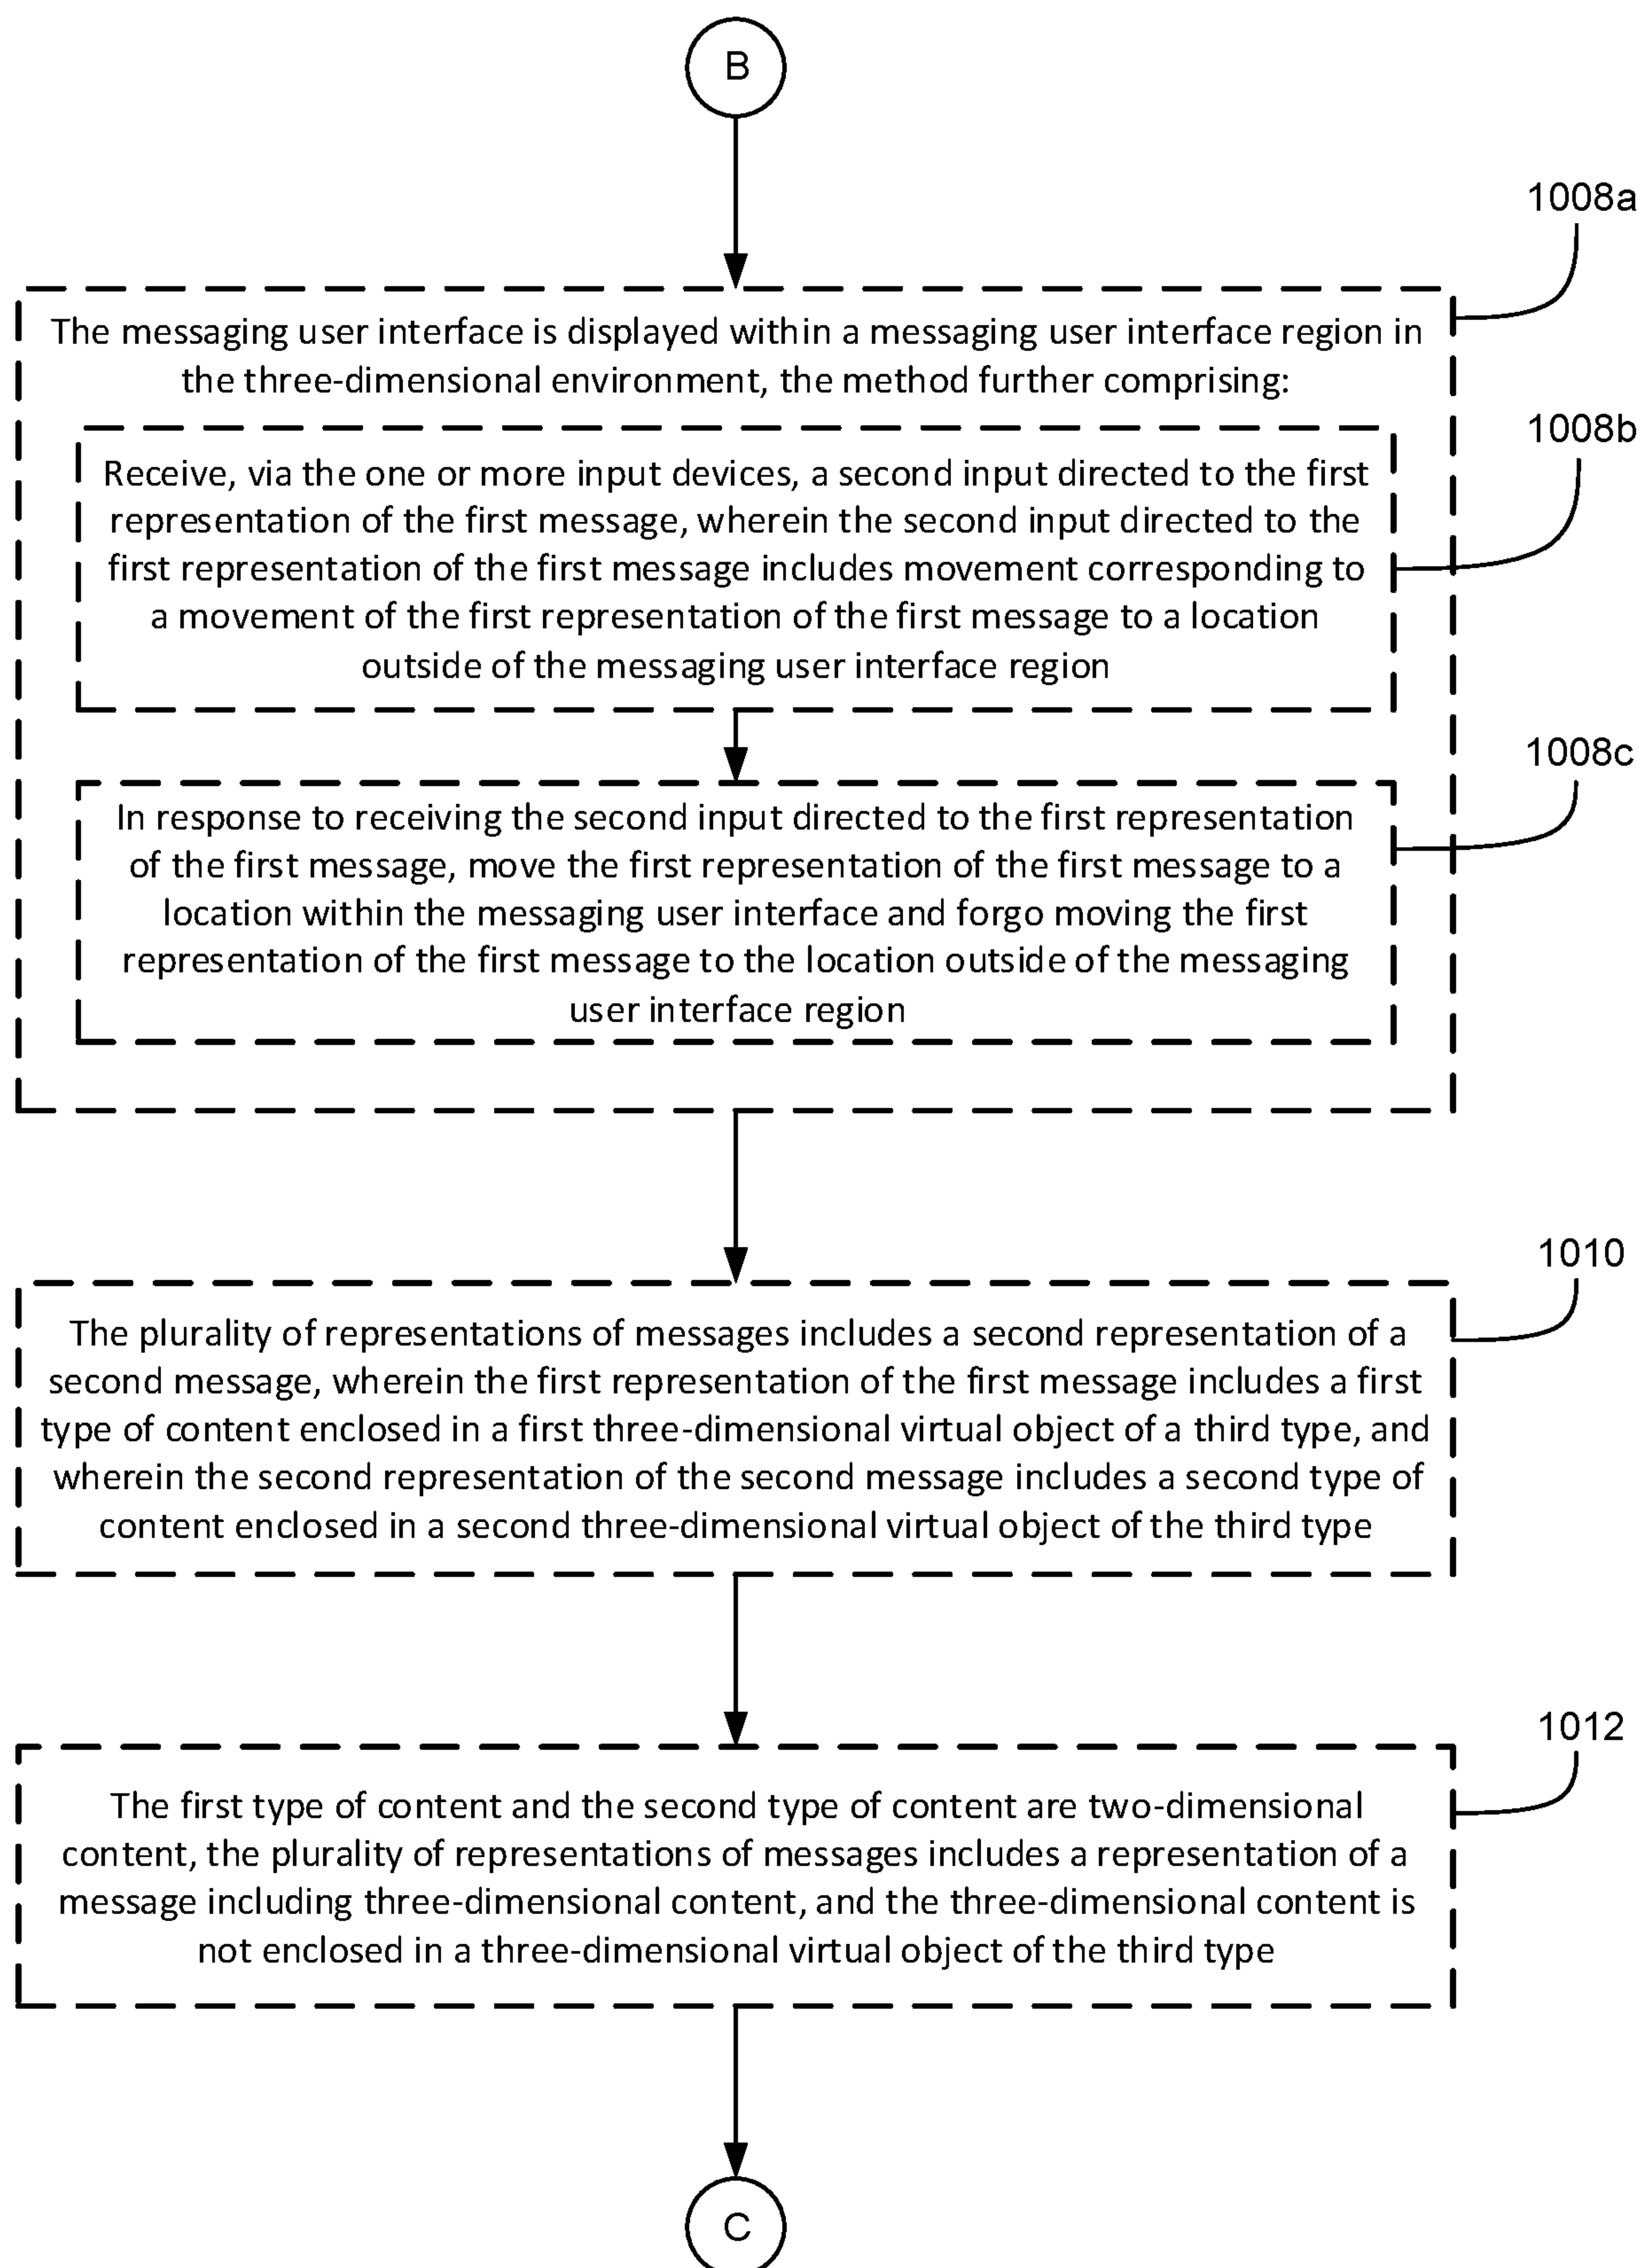 B
1008a
The messaging user interface is displayed within a messaging user interface region in
the three-dimensional environment, the method further comprising:
1008b
Receive, via the one or more input devices, a second input directed to the first
representation of the first message, wherein the second input directed to the
first representation of the first message includes movement corresponding to
a movement of the first representation of the first message to a location
outside of the messaging user interface region
1008c
In response to receiving the second input directed to the first representation
of the first message, move the first representation of the first message to a
location within the messaging user interface and forgo moving the first
representation of the first message to the location outside of the messaging
user interface region
1010
The plurality of representations of messages includes a second representation of a
second message, wherein the first representation of the first message includes a first
type of content enclosed in a first three-dimensional virtual object of a third type, and
wherein the second representation of the second message includes a second type of
content enclosed in a second three-dimensional virtual object of the third type
1012
The first type of content and the second type of content are two-dimensional
content, the plurality of representations of messages includes a representation of a
message including three-dimensional content, and the three-dimensional content is
not enclosed in a three-dimensional virtual object of the third type
C